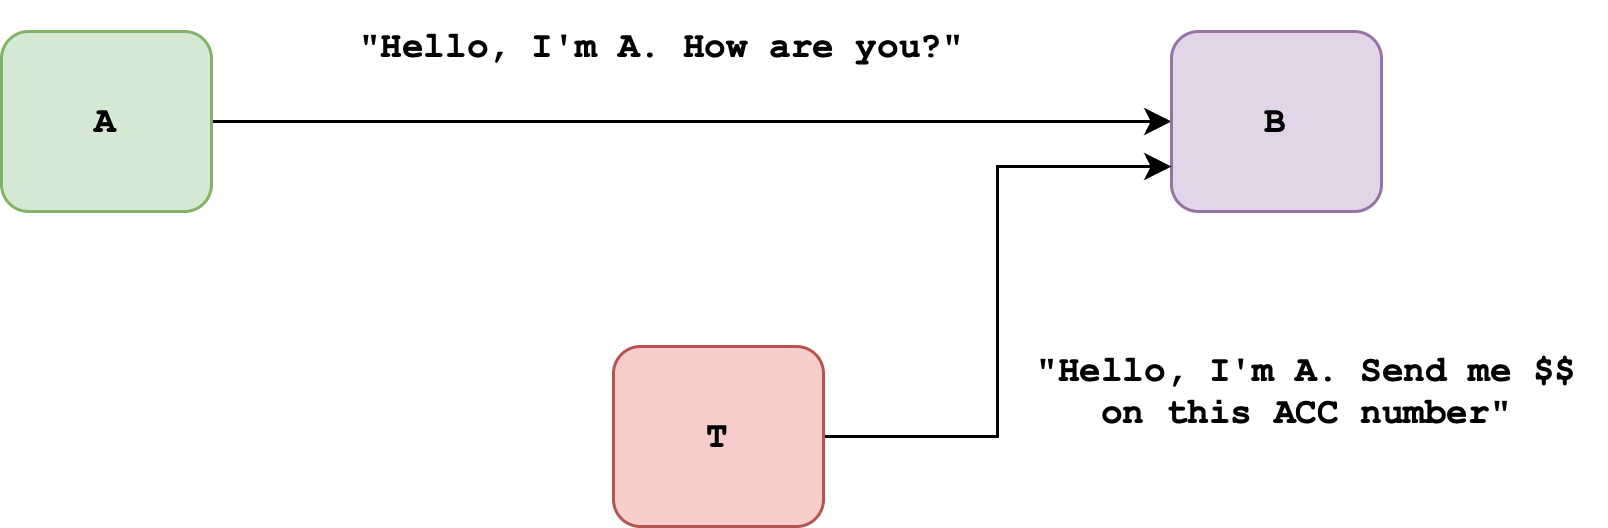 "Hello, I'm A. How are you?"
A
B
"Hello, I'm A. Send me $$
on this ACC number"
T